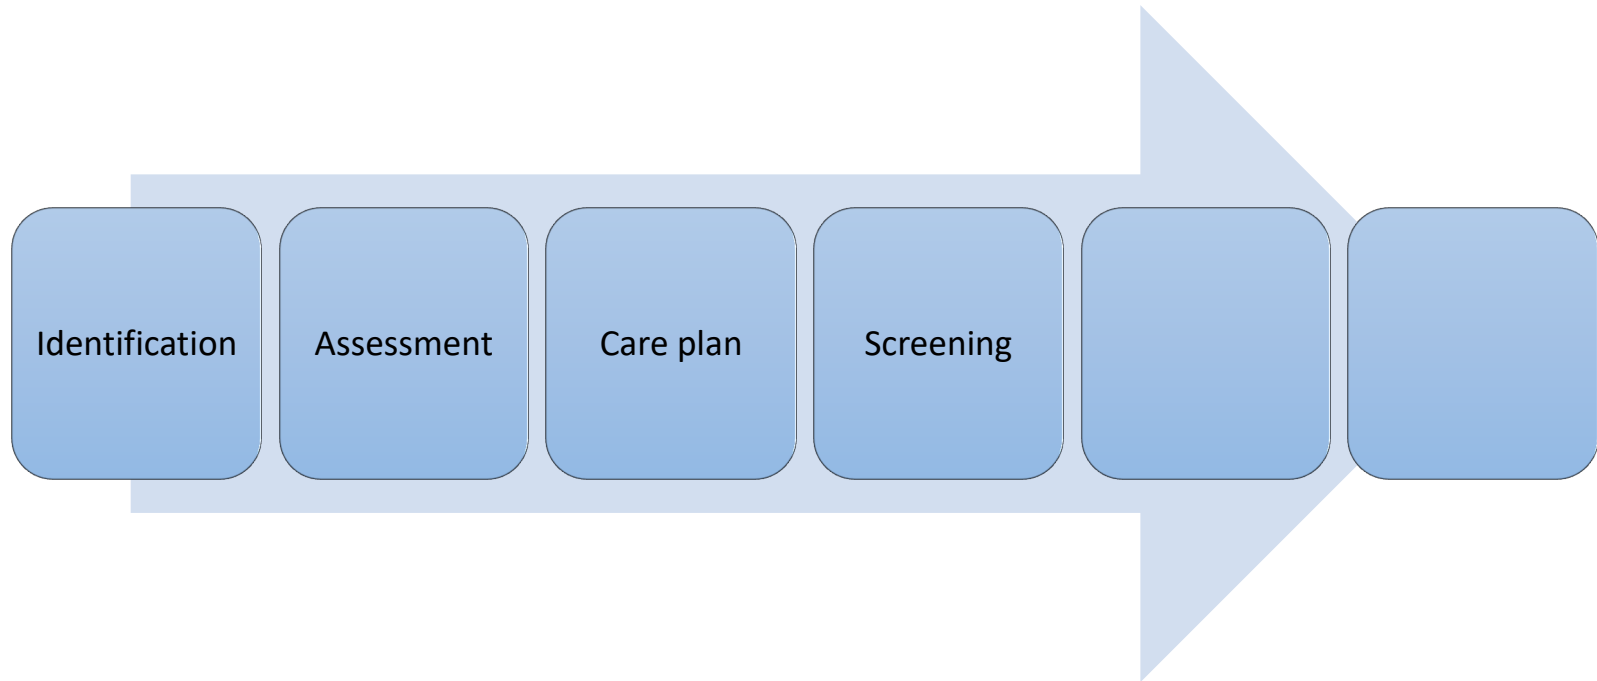 Identification
Assessment
Care plan
Screening